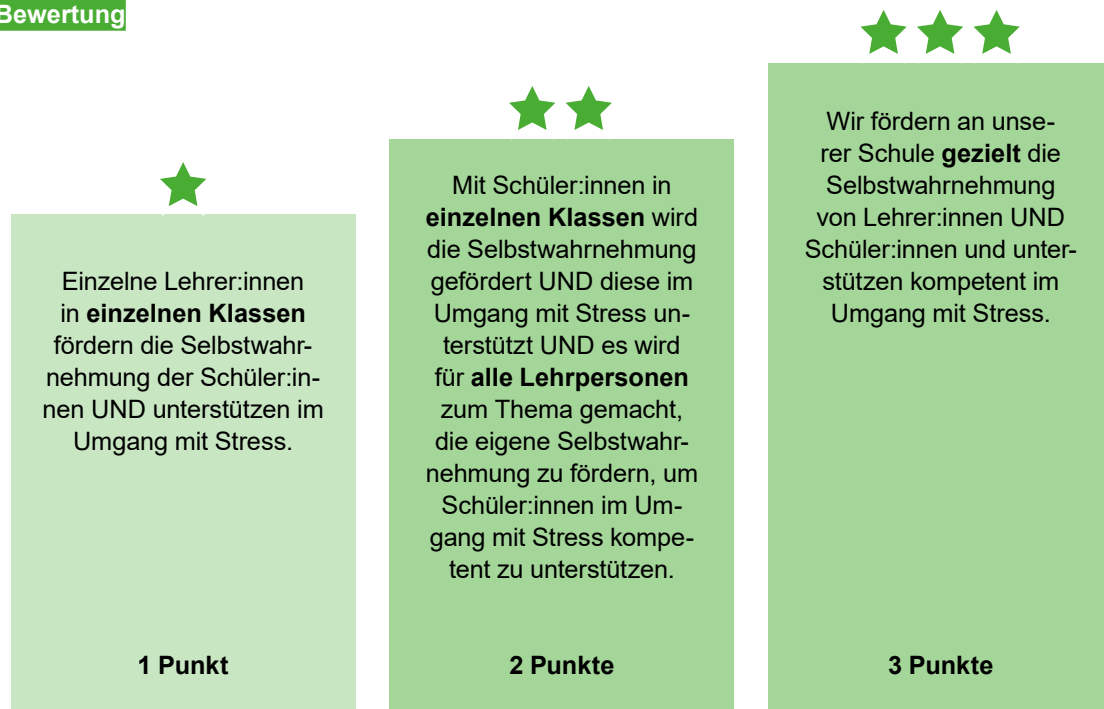 Bewertung
Einzelne Lehrer:innen
in einzelnen Klassen
fördern die Selbstwahr-
nehmung der Schüler:in-
nen UND unterstützen im
Umgang mit Stress.
1 Punkt
Mit Schüler:innen in
einzelnen Klassen wird
die Selbstwahrnehmung
gefördert UND diese im
Umgang mit Stress un-
terstützt UND es wird
für alle Lehrpersonen
zum Thema gemacht,
die eigene Selbstwahr-
nehmung zu fördern, um
Schüler:innen im Um-
gang mit Stress kompe-
tent zu unterstützen.
2 Punkte
Wir fördern an unse-
rer Schule gezielt die
Selbstwahrnehmung
von Lehrer:innen UND
Schüler:innen und unter-
stützen kompetent im
Umgang mit Stress.
3 Punkte